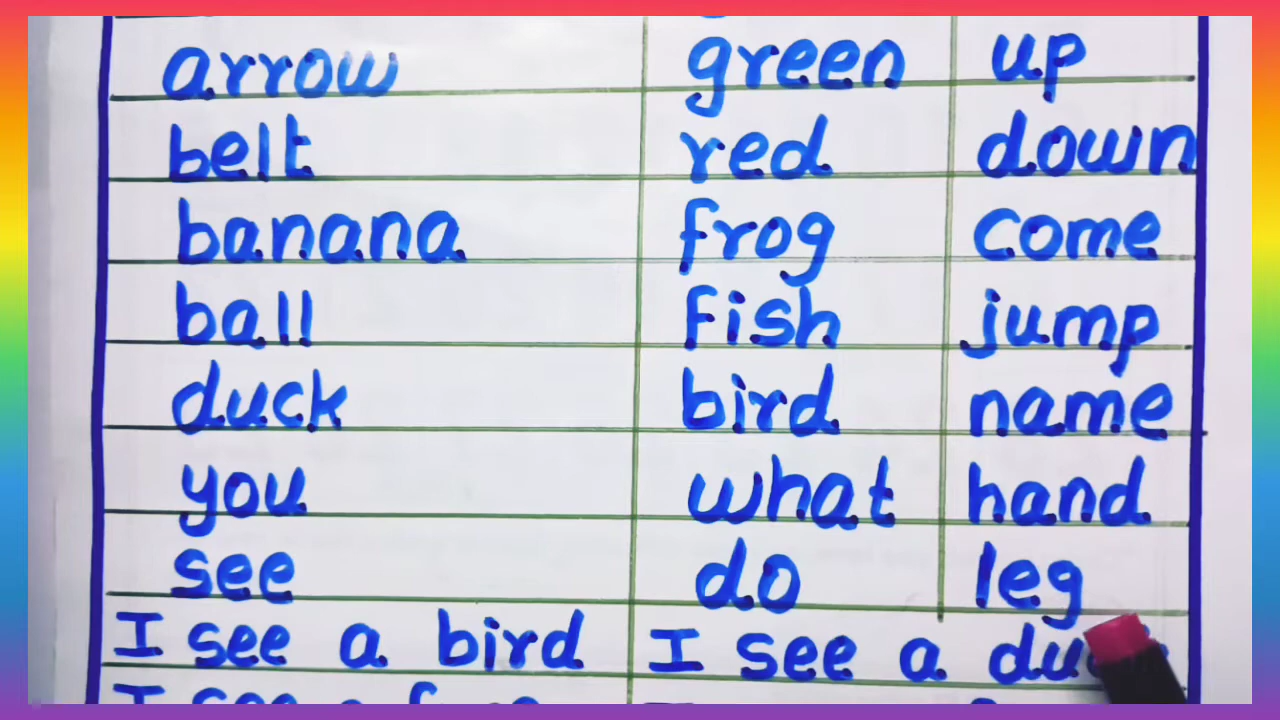 arrow green up
belt red down
banana frog come
ball fish jump
duck bird name
you what hand
see do leg
I see a bird I see a
I see a